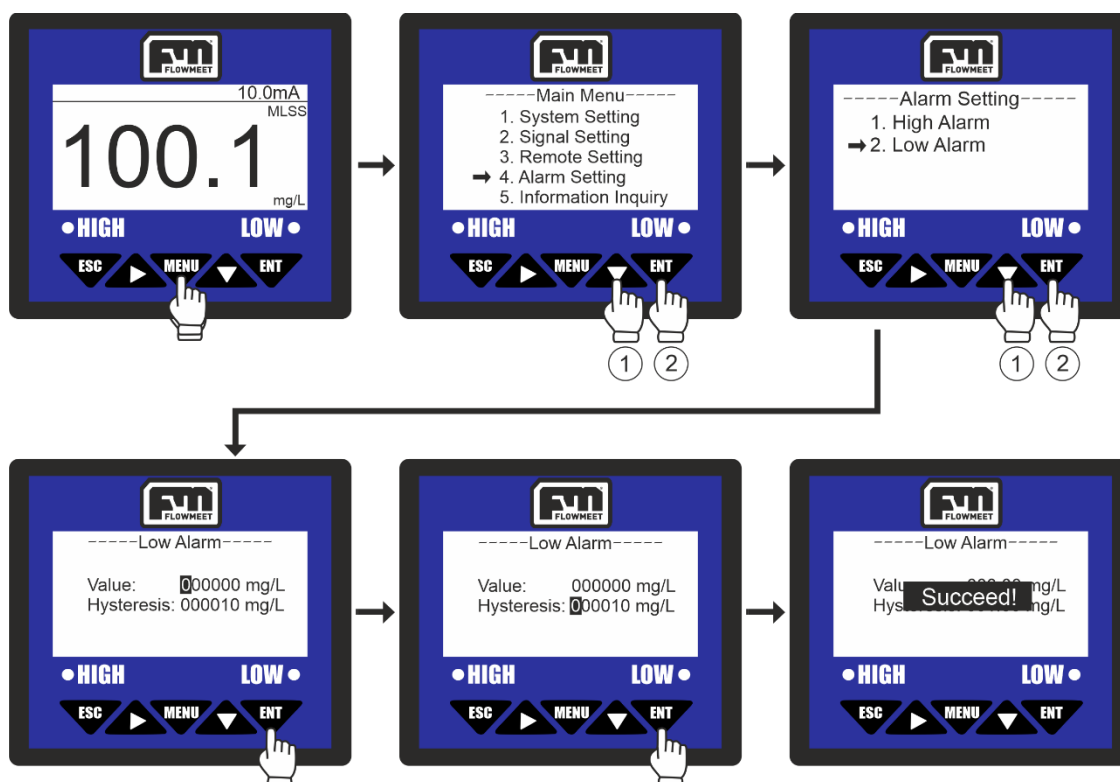 FLOWMEET
10.0mA
MLSS
100.1
mg/L
HIGH LOW
ESC MENU ENT
FLOWMEET
-----Main Menu-----
1. System Setting
2. Signal Setting
3. Remote Setting
➡ 4. Alarm Setting
5. Information Inquiry
HIGH LOW
ESC MENU ENT
1 2
FLOWMEET
-----Alarm Setting-----
1. High Alarm
➡ 2. Low Alarm
HIGH LOW
ESC MENU ENT
1 2
FLOWMEET
-----Low Alarm-----
Value: 000000 mg/L
Hysteresis: 000010 mg/L
HIGH LOW
ESC MENU ENT
FLOWMEET
-----Low Alarm-----
Value: 000000 mg/L
Hysteresis: 000010 mg/L
HIGH LOW
ESC MENU ENT
FLOWMEET
-----Low Alarm-----
mg/L
Succeed!
mg/L
HIGH LOW
ESC MENU ENT